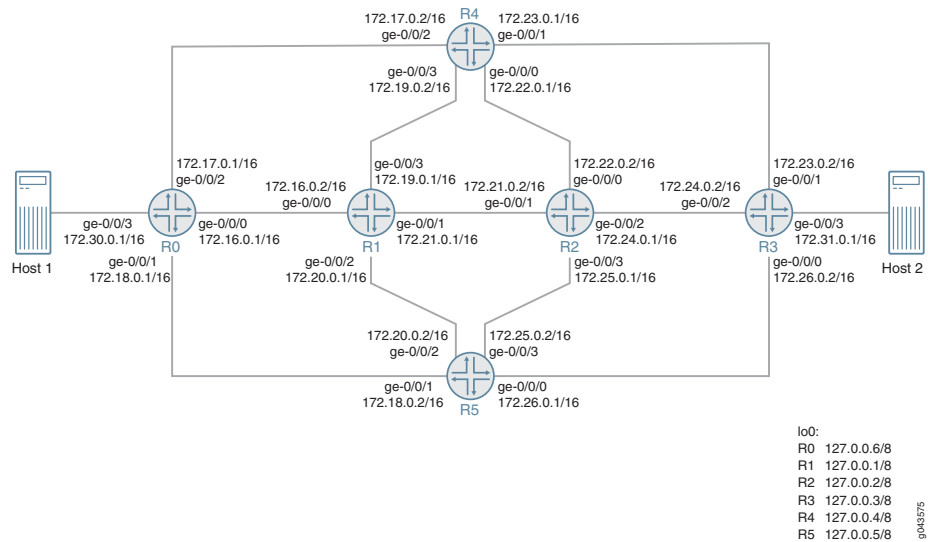 R4
172.17.0.2/16
ge-0/0/2
172.23.0.1/16
ge-0/0/1
ge-0/0/3
172.19.0.2/16
ge-0/0/0
172.22.0.1/16
172.17.0.1/16
ge-0/0/2
ge-0/0/3
172.19.0.1/16
172.22.0.2/16
ge-0/0/0
172.23.0.2/16
ge-0/0/1
172.16.0.2/16
ge-0/0/0
172.21.0.2/16
ge-0/0/1
172.24.0.2/16
ge-0/0/2
Host 1
ge-0/0/3
172.30.0.1/16
R0
ge-0/0/0
172.16.0.1/16
R1
ge-0/0/1
172.21.0.1/16
R2
ge-0/0/2
172.24.0.1/16
R3
ge-0/0/3
172.31.0.1/16
Host 2
ge-0/0/1
172.18.0.1/16
ge-0/0/2
172.20.0.1/16
ge-0/0/3
172.25.0.1/16
ge-0/0/0
172.26.0.2/16
172.20.0.2/16
ge-0/0/2
172.25.0.2/16
ge-0/0/3
ge-0/0/1
172.18.0.2/16
R5
ge-0/0/0
172.26.0.1/16
lo0:
R0 127.0.0.6/8
R1 127.0.0.1/8
R2 127.0.0.2/8
R3 127.0.0.3/8
R4 127.0.0.4/8
R5 127.0.0.5/8
g043575